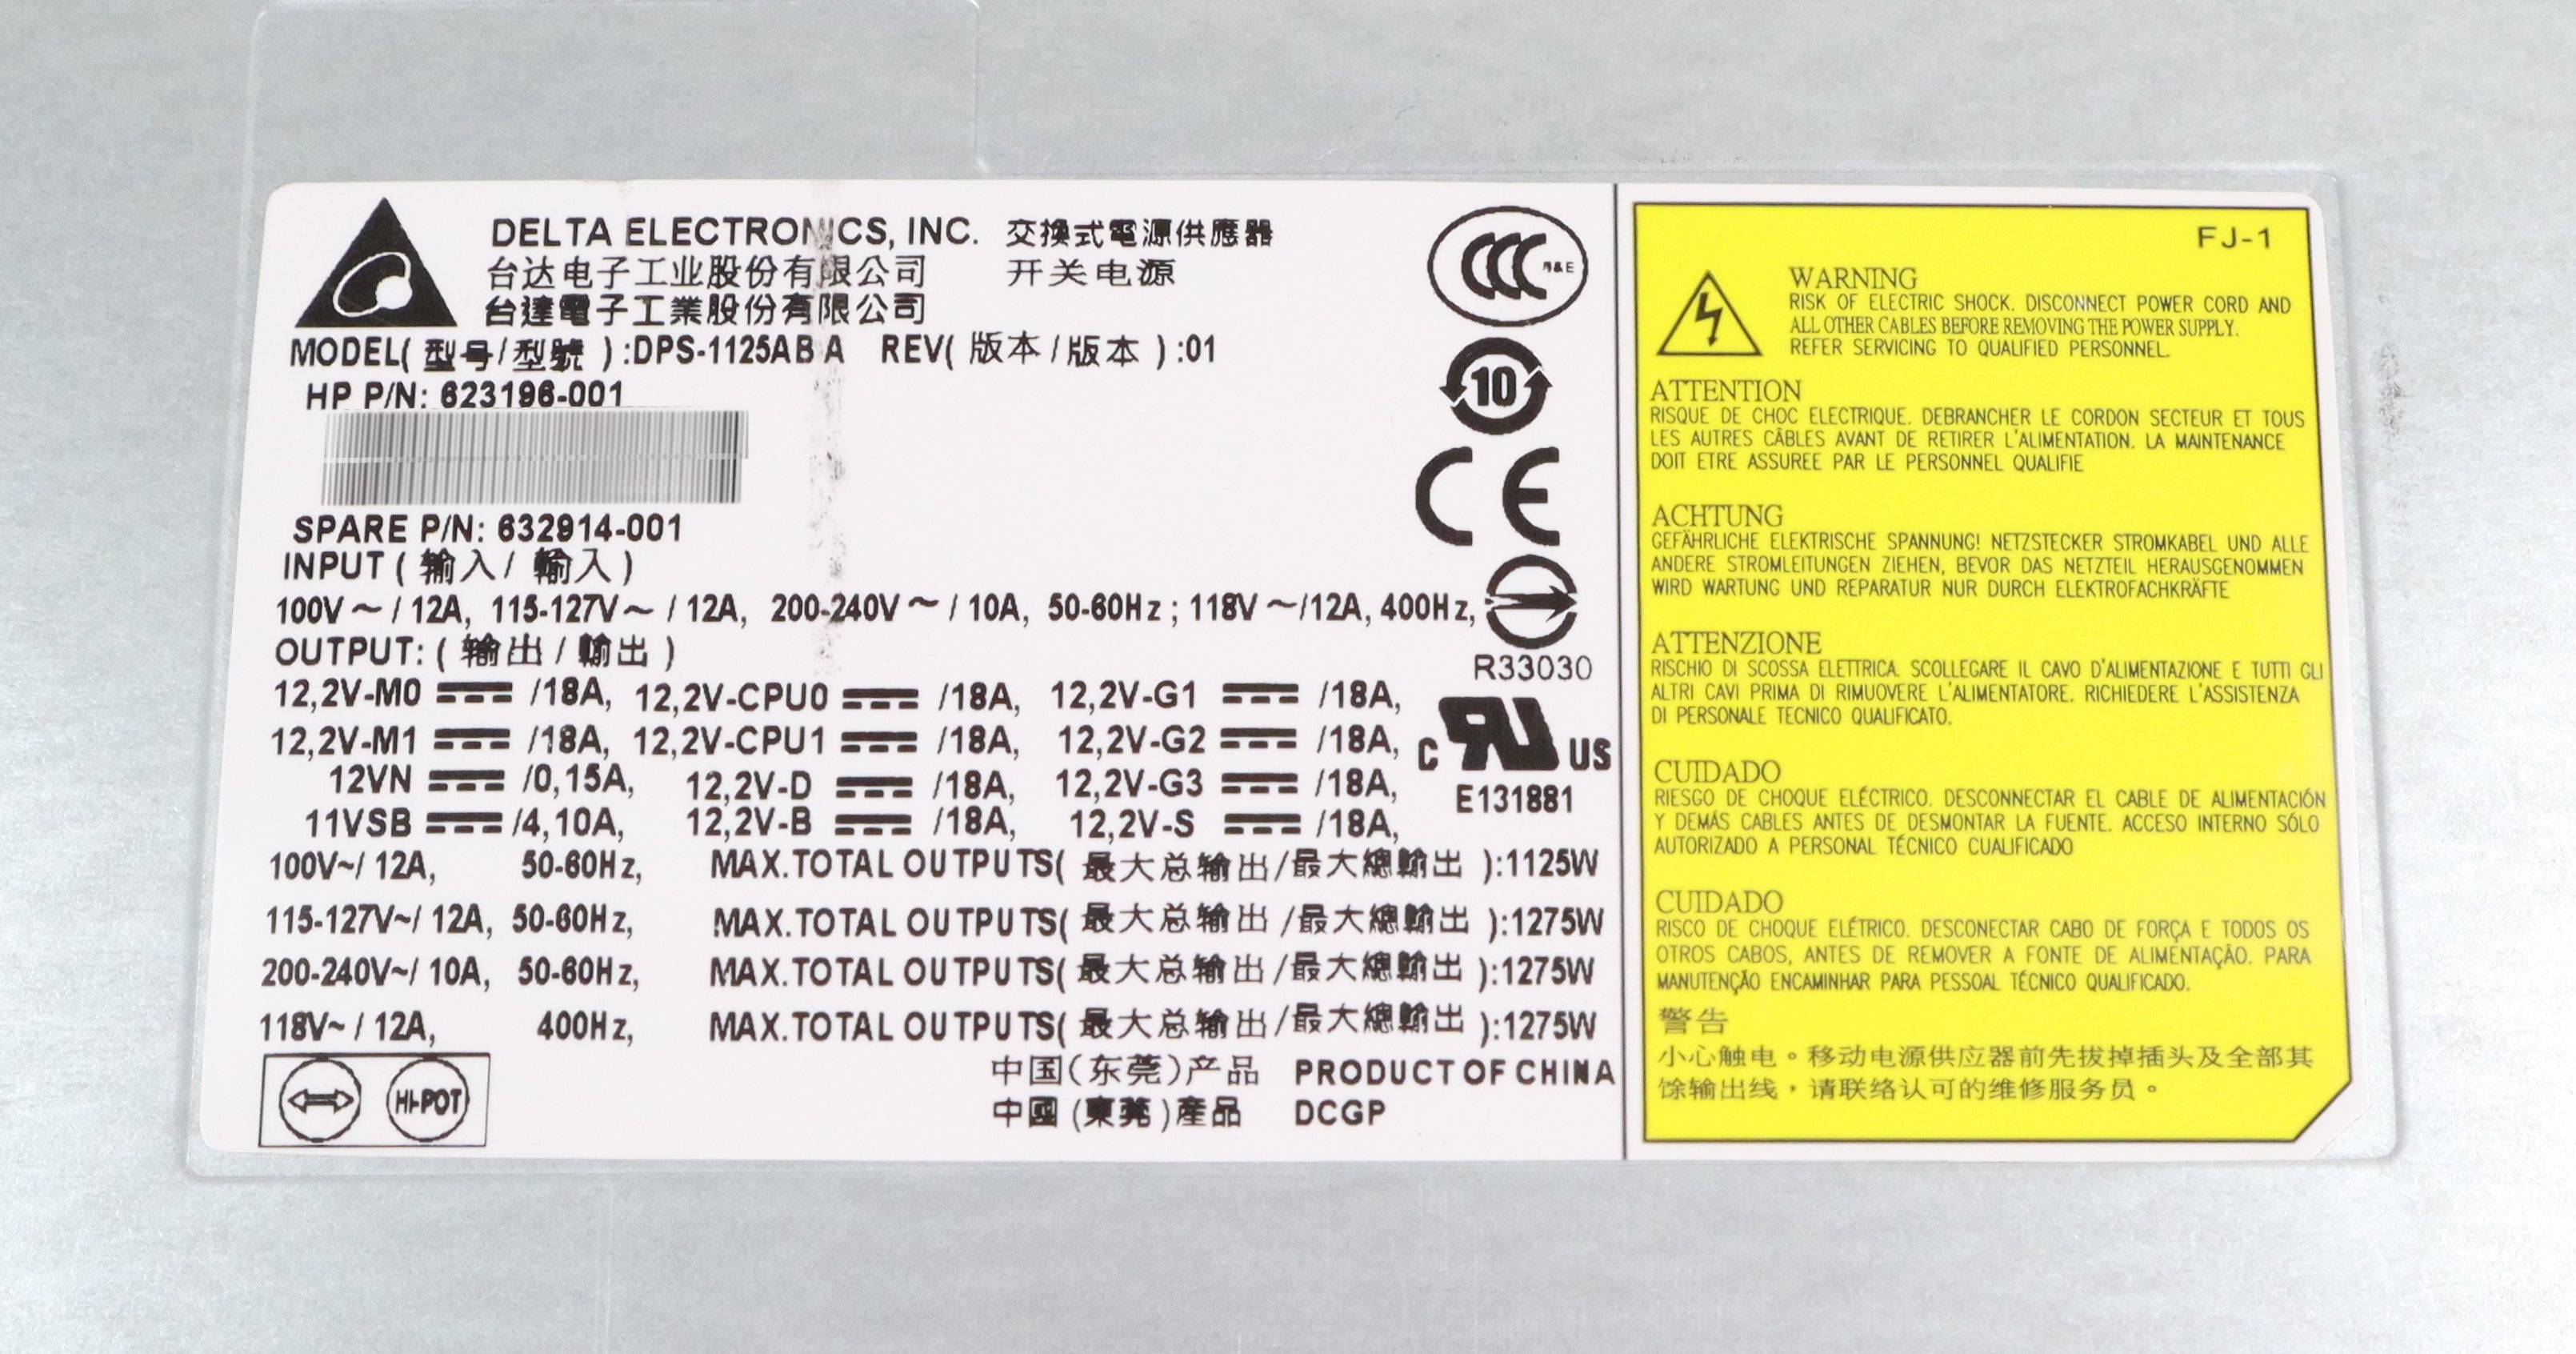 DELTA ELECTRONICS, INC. 交換式電源供應器
台达电子工业股份有限公司 开关电源
台達電子工業股份有限公司
MODEL(型号/型號):DPS-1125AB A REV(版本/版本):01
HP P/N: 623196-001
SPARE P/N: 632914-001
INPUT (输入/ 輸入)
100V～ / 12A, 115-127V～ / 12A, 200-240V～ / 10A, 50-60Hz ; 118V ～/12A, 400Hz,
OUTPUT: (输出/輸出)
12,2V-M0 ⎓ /18A, 12,2V-CPU0 ⎓ /18A, 12,2V-G1 ⎓ /18A,
12,2V-M1 ⎓ /18A, 12,2V-CPU1 ⎓ /18A, 12,2V-G2 ⎓ /18A,
12VN ⎓ /0,15A, 12,2V-D ⎓ /18A, 12,2V-G3 ⎓ /18A,
11VSB ⎓ /4,10A, 12,2V-B ⎓ /18A, 12,2V-S ⎓ /18A,
100V~/ 12A, 50-60Hz, MAX.TOTAL OUTPUTS(最大总输出/最大總輸出):1125W
115-127V~/ 12A, 50-60Hz, MAX.TOTAL OUTPUTS(最大总输出/最大總輸出):1275W
200-240V~/ 10A, 50-60Hz, MAX.TOTAL OUTPUTS(最大总输出/最大總輸出):1275W
118V~ / 12A, 400Hz, MAX.TOTAL OUTPUTS(最大总输出/最大總輸出):1275W
HI-POT
中国(东莞)产品 PRODUCT OF CHINA
中國(東莞)產品 DCGP
CCC S&E
10
CE
R33030
C RU US
E131881
FJ-1
WARNING
RISK OF ELECTRIC SHOCK. DISCONNECT POWER CORD AND
ALL OTHER CABLES BEFORE REMOVING THE POWER SUPPLY.
REFER SERVICING TO QUALIFIED PERSONNEL.
ATTENTION
RISQUE DE CHOC ELECTRIQUE. DEBRANCHER LE CORDON SECTEUR ET TOUS
LES AUTRES CÂBLES AVANT DE RETIRER L'ALIMENTATION. LA MAINTENANCE
DOIT ETRE ASSUREE PAR LE PERSONNEL QUALIFIE
ACHTUNG
GEFÄHRLICHE ELEKTRISCHE SPANNUNG! NETZSTECKER STROMKABEL UND ALLE
ANDERE STROMLEITUNGEN ZIEHEN, BEVOR DAS NETZTEIL HERAUSGENOMMEN
WIRD WARTUNG UND REPARATUR NUR DURCH ELEKTROFACHKRÄFTE
ATTENZIONE
RISCHIO DI SCOSSA ELETTRICA. SCOLLEGARE IL CAVO D'ALIMENTAZIONE E TUTTI GLI
ALTRI CAVI PRIMA DI RIMUOVERE L'ALIMENTATORE. RICHIEDERE L'ASSISTENZA
DI PERSONALE TECNICO QUALIFICATO.
CUIDADO
RIESGO DE CHOQUE ELÉCTRICO. DESCONNECTAR EL CABLE DE ALIMENTACIÓN
Y DEMÁS CABLES ANTES DE DESMONTAR LA FUENTE. ACCESO INTERNO SÓLO
AUTORIZADO A PERSONAL TÉCNICO CUALIFICADO
CUIDADO
RISCO DE CHOQUE ELÉTRICO. DESCONECTAR CABO DE FORÇA E TODOS OS
OTROS CABOS, ANTES DE REMOVER A FONTE DE ALIMENTAÇÃO. PARA
MANUTENÇÃO ENCAMINHAR PARA PESSOAL TÉCNICO QUALIFICADO.
警告
小心触电。移动电源供应器前先拔掉插头及全部其
馀输出线，请联络认可的维修服务员。